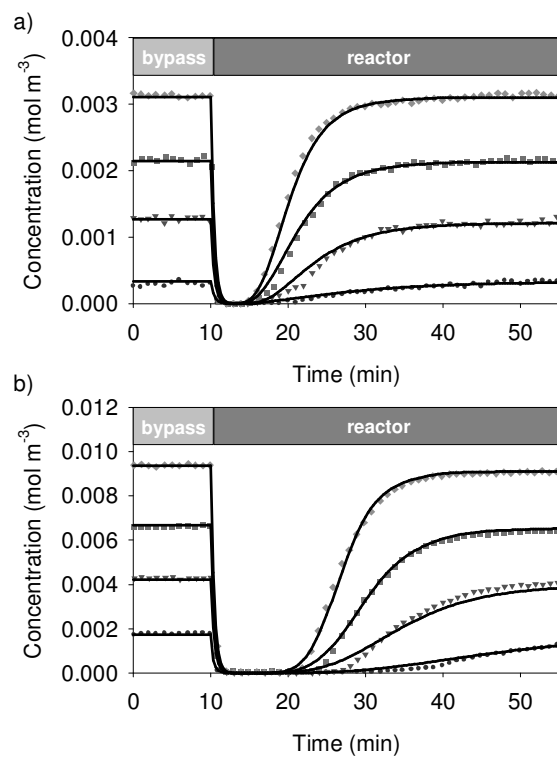 a)
0.004
bypass reactor
0.003
0.002
0.001
0.000
Concentration (mol m-3)
0 10 20 30 40 50
Time (min)
b)
0.012
bypass reactor
0.010
0.008
0.006
0.004
0.002
0.000
Concentration (mol m-3)
0 10 20 30 40 50
Time (min)